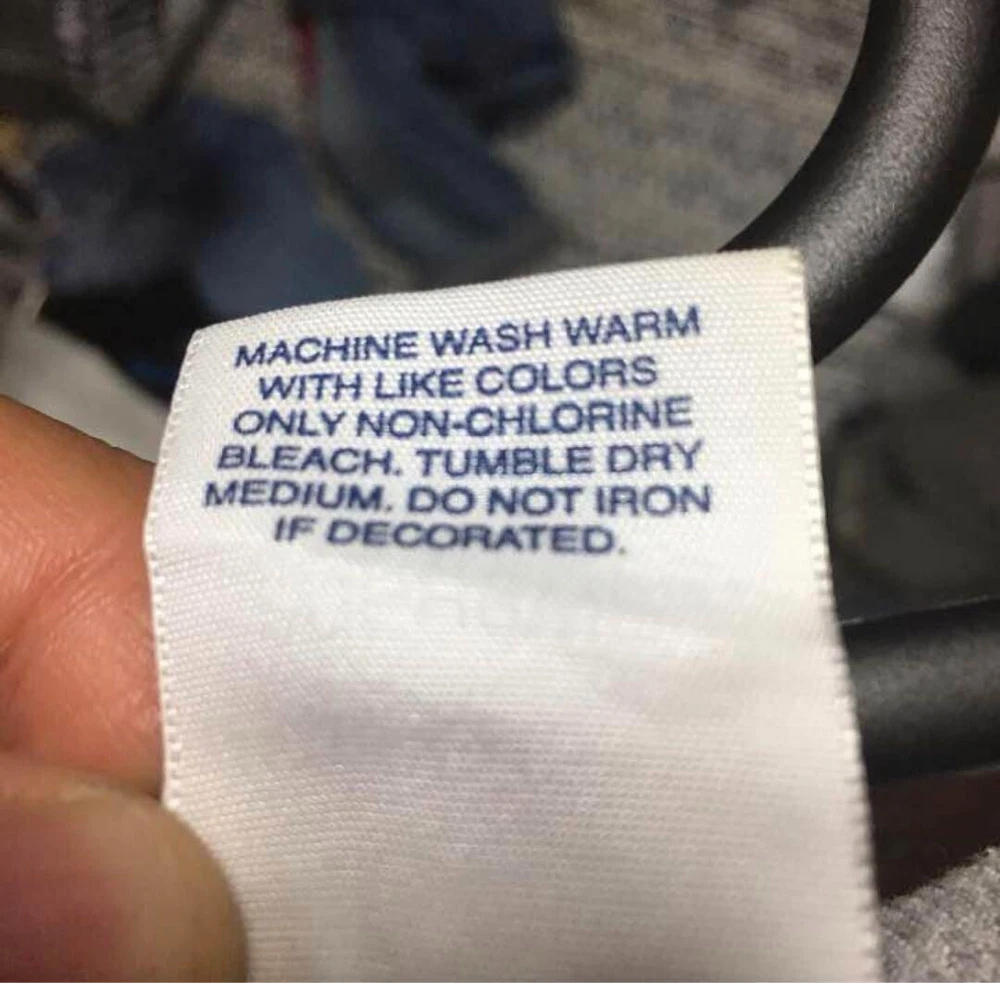 MACHINE WASH WARM
WITH LIKE COLORS
ONLY NON-CHLORINE
BLEACH. TUMBLE DRY
MEDIUM. DO NOT IRON
IF DECORATED.